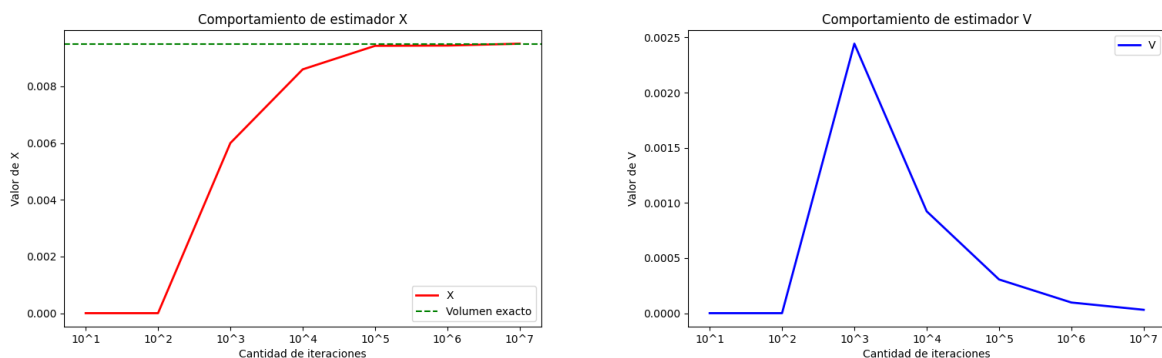 Comportamiento de estimador X
Valor de X
0.008
0.006
0.004
0.002
0.000
10^1
10^2
10^3
10^4
10^5
10^6
10^7
Cantidad de iteraciones
X
Volumen exacto
Comportamiento de estimador V
Valor de V
0.0025
0.0020
0.0015
0.0010
0.0005
0.0000
10^1
10^2
10^3
10^4
10^5
10^6
10^7
Cantidad de iteraciones
V